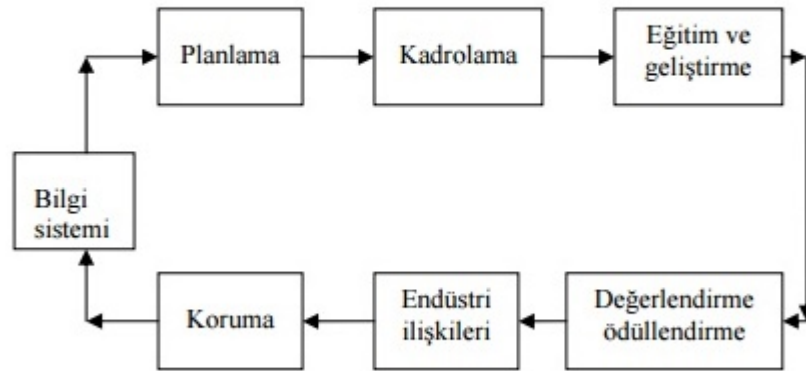 Planlama
Kadrolama
Eğitim ve
geliştirme
Bilgi
sistemi
Koruma
Endüstri
ilişkileri
Değerlendirme
ödüllendirme